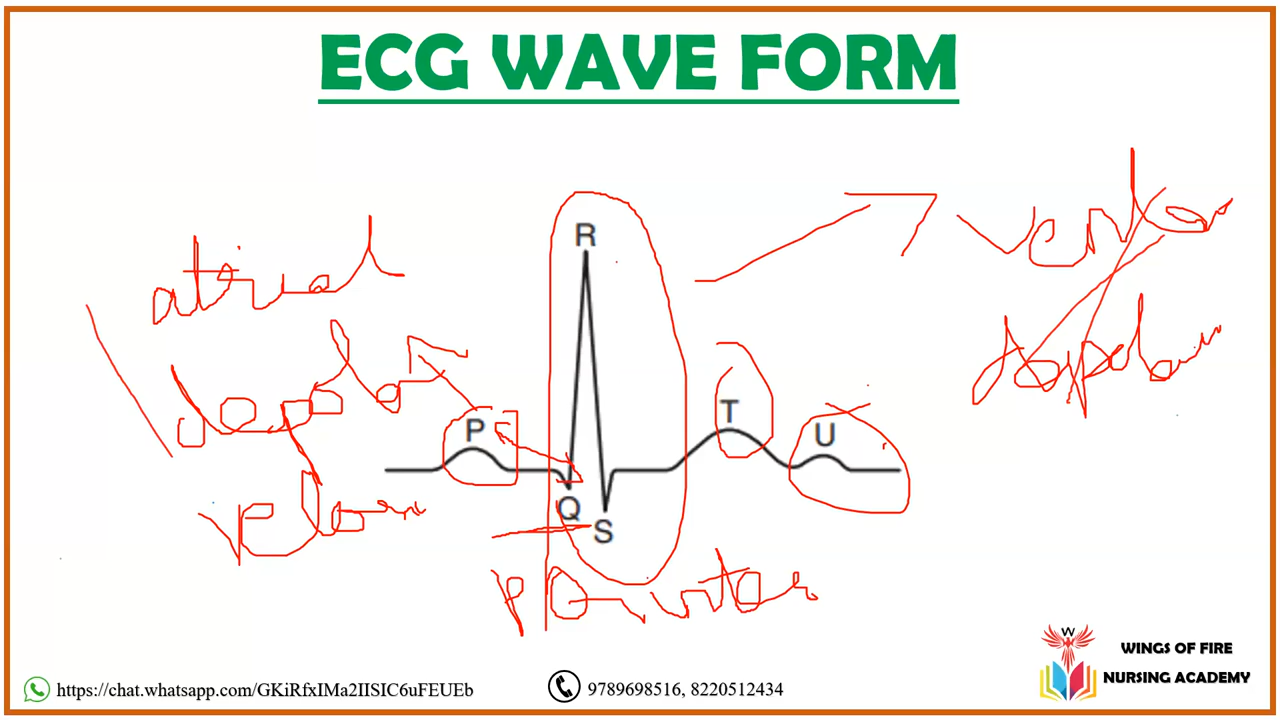 ECG WAVE FORM
R
atrial
P
T
U
Q
S
WINGS OF FIRE
NURSING ACADEMY
W
https://chat.whatsapp.com/GKiRfxIMa2IISIC6uFEUEb
9789698516, 8220512434